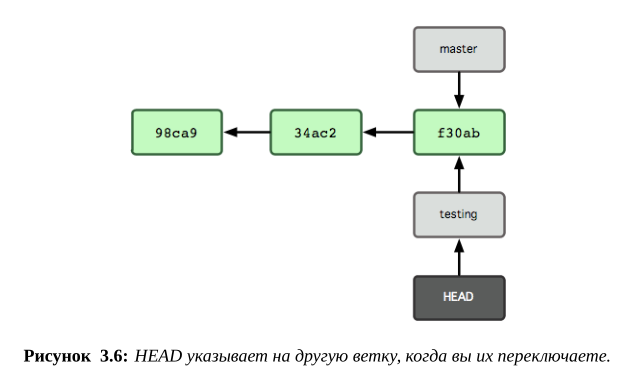 master
98ca9 34ac2 f30ab
testing
HEAD
Рисунок 3.6: HEAD указывает на другую ветку, когда вы их переключаете.